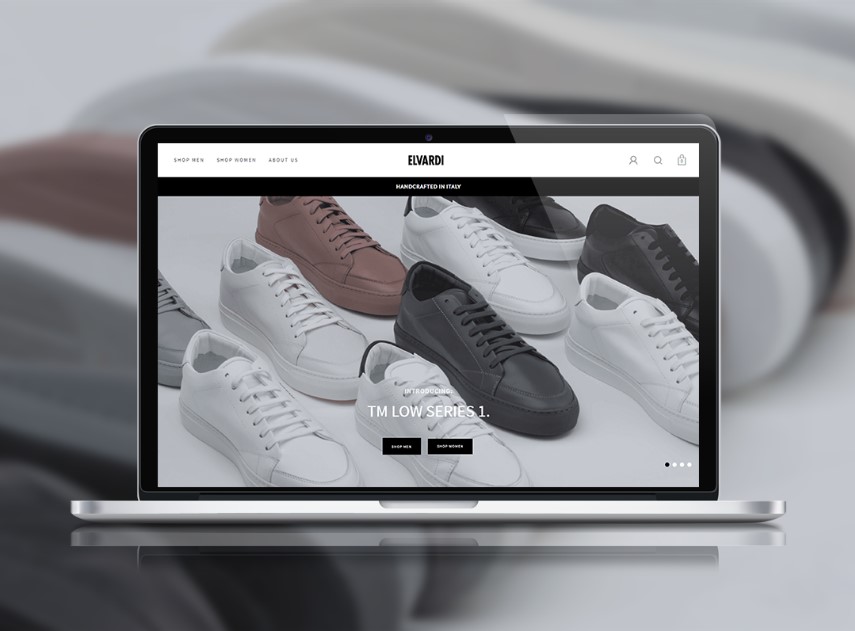 SHOP MEN SHOP WOMEN ABOUT US ELVARDI
HANDCRAFTED IN ITALY
INTRODUCING
TM LOW SERIES 1.
SHOP MEN SHOP WOMEN